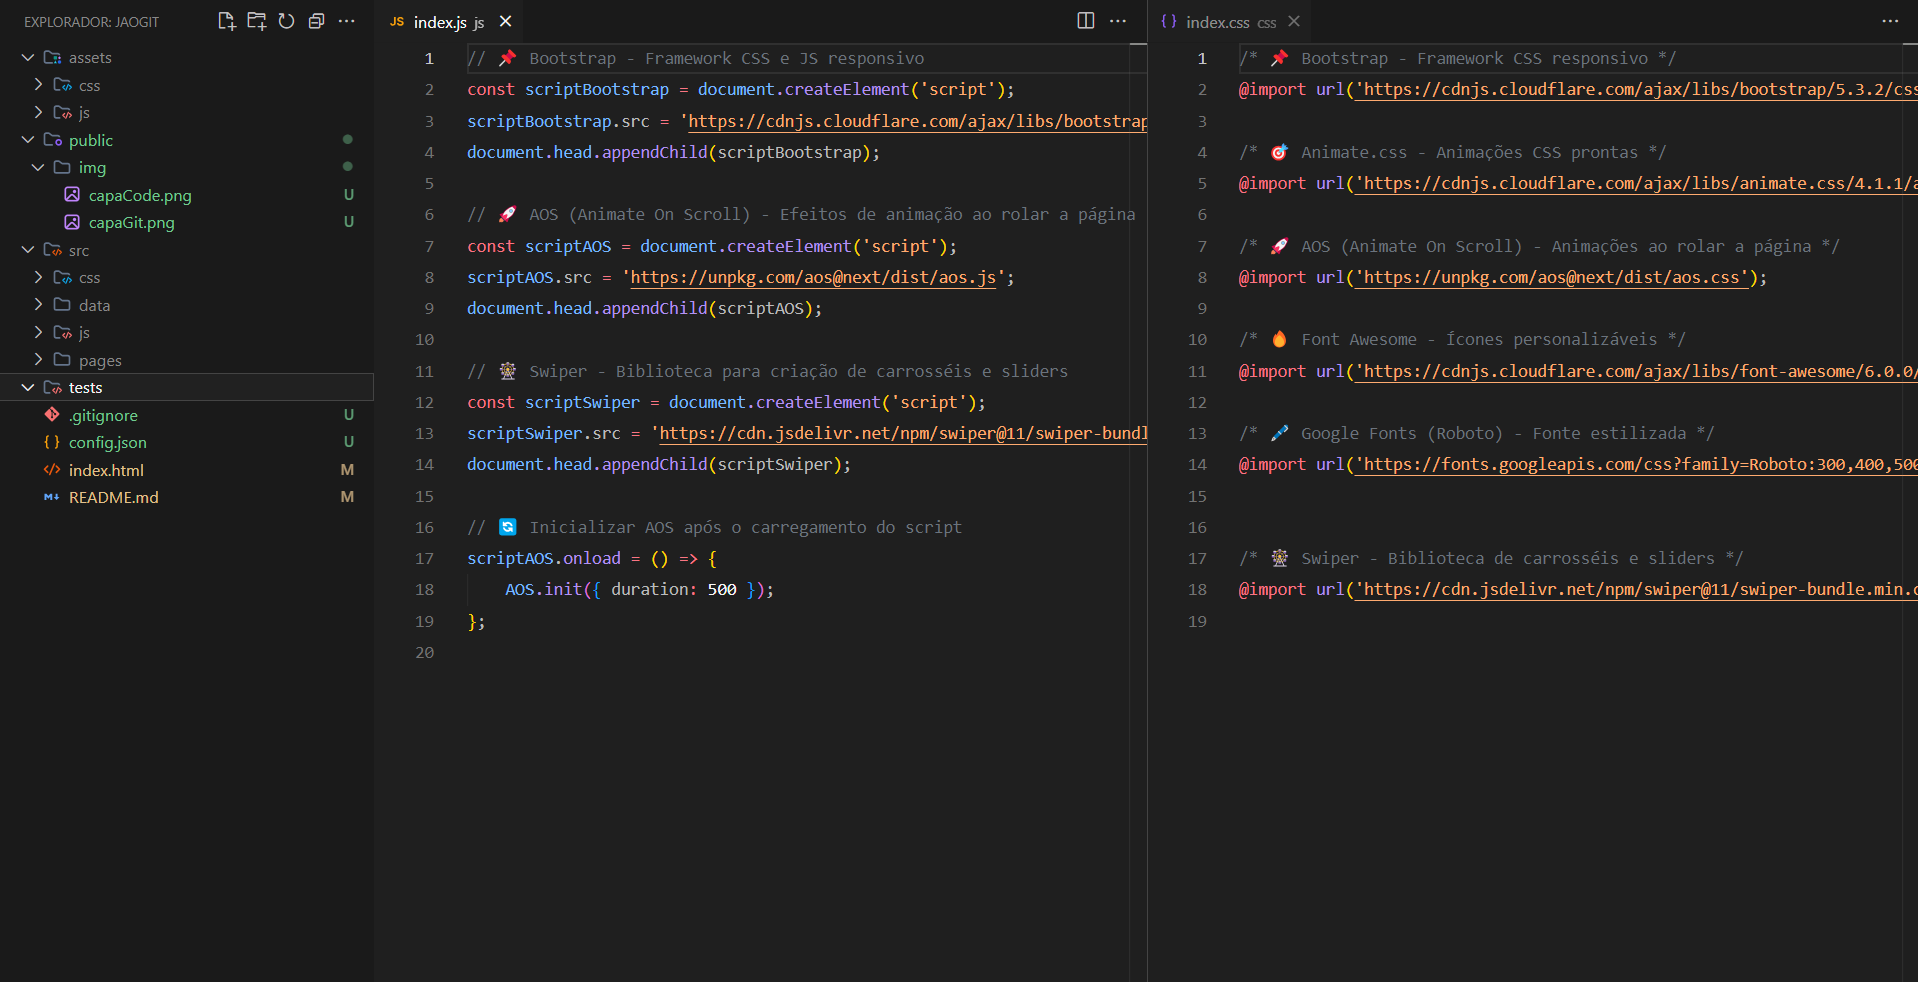 EXPLORADOR: JAOGIT
assets
css
js
public
img
capaCode.png U
capaGit.png U
src
css
data
js
pages
tests
.gitignore U
config.json U
index.html M
README.md M
JS index.js js
1 // 📌 Bootstrap - Framework CSS e JS responsivo
2 const scriptBootstrap = document.createElement('script');
3 scriptBootstrap.src = 'https://cdnjs.cloudflare.com/ajax/libs/bootstrap
4 document.head.appendChild(scriptBootstrap);
5
6 // 🚀 AOS (Animate On Scroll) - Efeitos de animação ao rolar a página
7 const scriptAOS = document.createElement('script');
8 scriptAOS.src = 'https://unpkg.com/aos@next/dist/aos.js';
9 document.head.appendChild(scriptAOS);
10
11 // 🎡 Swiper - Biblioteca para criação de carrosséis e sliders
12 const scriptSwiper = document.createElement('script');
13 scriptSwiper.src = 'https://cdn.jsdelivr.net/npm/swiper@11/swiper-bundl
14 document.head.appendChild(scriptSwiper);
15
16 // 🔄 Inicializar AOS após o carregamento do script
17 scriptAOS.onload = () => {
18 AOS.init({ duration: 500 });
19 };
20
{} index.css css
1 /* 📌 Bootstrap - Framework CSS responsivo */
2 @import url('https://cdnjs.cloudflare.com/ajax/libs/bootstrap/5.3.2/css
3
4 /* 🎯 Animate.css - Animações CSS prontas */
5 @import url('https://cdnjs.cloudflare.com/ajax/libs/animate.css/4.1.1/a
6
7 /* 🚀 AOS (Animate On Scroll) - Animações ao rolar a página */
8 @import url('https://unpkg.com/aos@next/dist/aos.css');
9
10 /* 🔥 Font Awesome - Ícones personalizáveis */
11 @import url('https://cdnjs.cloudflare.com/ajax/libs/font-awesome/6.0.0/
12
13 /* 🖊 Google Fonts (Roboto) - Fonte estilizada */
14 @import url('https://fonts.googleapis.com/css?family=Roboto:300,400,500
15
16
17 /* 🎡 Swiper - Biblioteca de carrosséis e sliders */
18 @import url('https://cdn.jsdelivr.net/npm/swiper@11/swiper-bundle.min.c
19